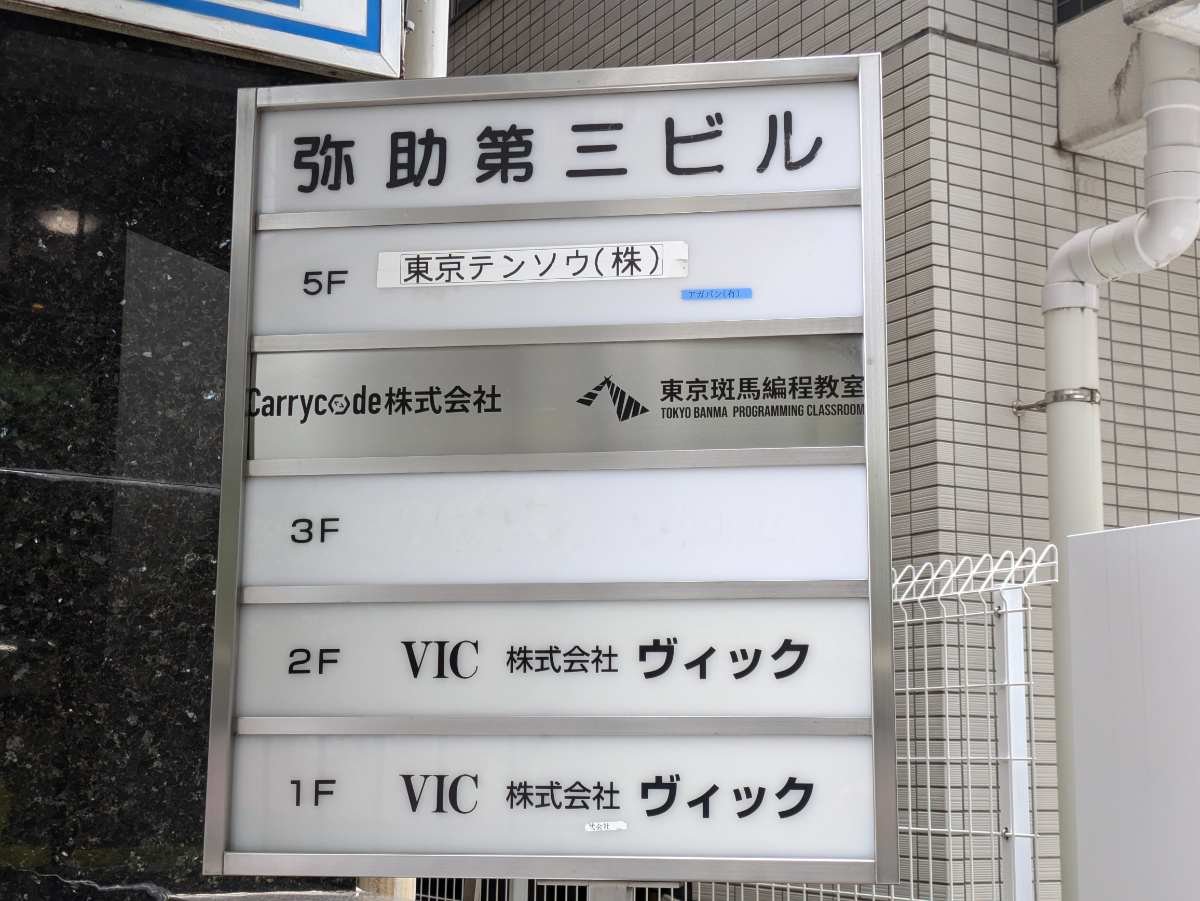 弥助第三ビル
5F 東京テンソウ(株)
アガパン(有)
Carrycode株式会社 東京斑馬編程教室
TOKYO BANMA PROGRAMMING CLASSROOM
3F
2F VIC 株式会社 ヴィック
1F VIC 株式会社 ヴィック
式会社